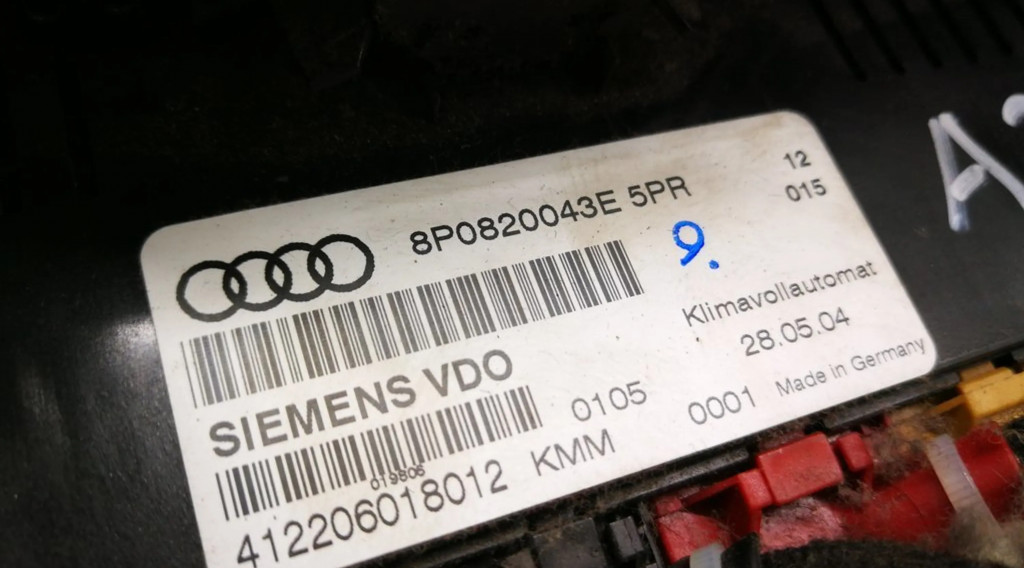 8P0820043E 5PR
12
015
9.
Klimavollautomat
28.05.04
SIEMENS VDO
0105
0001
Made in Germany
019806
412206018012 KMM